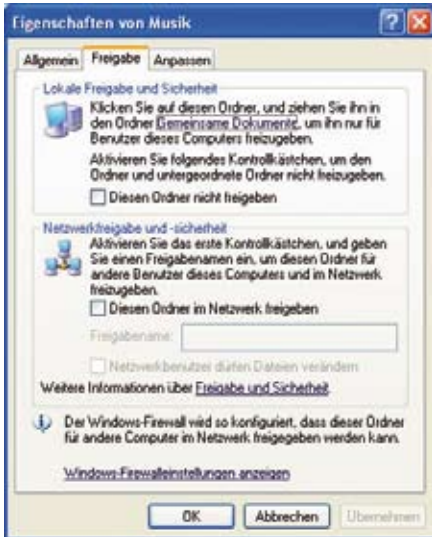 Eigenschaften von Musik
Allgemein Freigabe Anpassen
Lokale Freigabe und Sicherheit
Klicken Sie auf diesen Ordner, und ziehen Sie ihn in
den Ordner Gemeinsame Dokumente, um ihn nur für
Benutzer dieses Computers freizugeben.
Aktivieren Sie folgendes Kontrollkästchen, um den
Ordner und untergeordnete Ordner nicht freizugeben.
Diesen Ordner nicht freigeben
Netzwerkfreigabe und -sicherheit
Aktivieren Sie das erste Kontrollkästchen, und geben
Sie einen Freigabenamen ein, um diesen Ordner für
andere Benutzer dieses Computers und im Netzwerk
freizugeben.
Diesen Ordner im Netzwerk freigeben
Freigabename:
Netzwerkbenutzer dürfen Dateien verändern
Weitere Informationen über Freigabe und Sicherheit.
Der Windows-Firewall wird so konfiguriert, dass dieser Ordner
für andere Computer im Netzwerk freigegeben werden kann.
Windows-Firewalleinstellungen anzeigen
OK Abbrechen Übernehmen